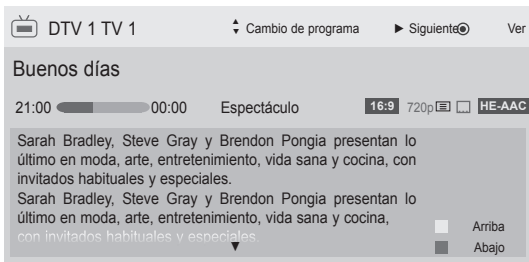 DTV 1 TV 1 Cambio de programa Siguiente Ver
Buenos días
21:00 00:00 Espectáculo 16:9 720p HE-AAC
Sarah Bradley, Steve Gray y Brendon Pongia presentan lo
último en moda, arte, entretenimiento, vida sana y cocina, con
invitados habituales y especiales.
Sarah Bradley, Steve Gray y Brendon Pongia presentan lo
último en moda, arte, entretenimiento, vida sana y cocina,
con invitados habituales y especiales.
Arriba
Abajo